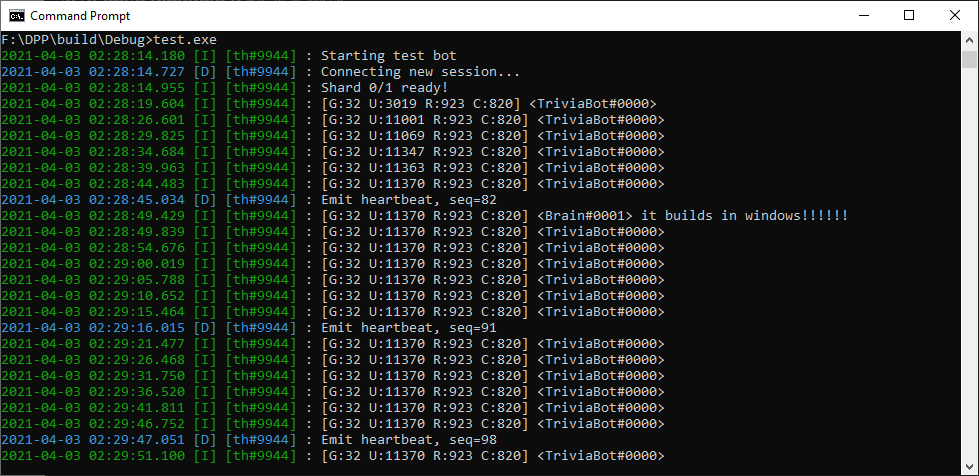 Command Prompt
F:\DPP\build\Debug>test.exe
2021-04-03 02:28:14.180 [I] [th#9944] : Starting test bot
2021-04-03 02:28:14.727 [D] [th#9944] : Connecting new session...
2021-04-03 02:28:14.955 [I] [th#9944] : Shard 0/1 ready!
2021-04-03 02:28:19.604 [I] [th#9944] : [G:32 U:3019 R:923 C:820] <TriviaBot#0000>
2021-04-03 02:28:26.601 [I] [th#9944] : [G:32 U:11001 R:923 C:820] <TriviaBot#0000>
2021-04-03 02:28:29.825 [I] [th#9944] : [G:32 U:11069 R:923 C:820] <TriviaBot#0000>
2021-04-03 02:28:34.684 [I] [th#9944] : [G:32 U:11347 R:923 C:820] <TriviaBot#0000>
2021-04-03 02:28:39.963 [I] [th#9944] : [G:32 U:11363 R:923 C:820] <TriviaBot#0000>
2021-04-03 02:28:44.483 [I] [th#9944] : [G:32 U:11370 R:923 C:820] <TriviaBot#0000>
2021-04-03 02:28:45.034 [D] [th#9944] : Emit heartbeat, seq=82
2021-04-03 02:28:49.429 [I] [th#9944] : [G:32 U:11370 R:923 C:820] <Brain#0001> it builds in windows!!!!!!
2021-04-03 02:28:49.839 [I] [th#9944] : [G:32 U:11370 R:923 C:820] <TriviaBot#0000>
2021-04-03 02:28:54.676 [I] [th#9944] : [G:32 U:11370 R:923 C:820] <TriviaBot#0000>
2021-04-03 02:29:00.019 [I] [th#9944] : [G:32 U:11370 R:923 C:820] <TriviaBot#0000>
2021-04-03 02:29:05.788 [I] [th#9944] : [G:32 U:11370 R:923 C:820] <TriviaBot#0000>
2021-04-03 02:29:10.652 [I] [th#9944] : [G:32 U:11370 R:923 C:820] <TriviaBot#0000>
2021-04-03 02:29:15.464 [I] [th#9944] : [G:32 U:11370 R:923 C:820] <TriviaBot#0000>
2021-04-03 02:29:16.015 [D] [th#9944] : Emit heartbeat, seq=91
2021-04-03 02:29:21.477 [I] [th#9944] : [G:32 U:11370 R:923 C:820] <TriviaBot#0000>
2021-04-03 02:29:26.468 [I] [th#9944] : [G:32 U:11370 R:923 C:820] <TriviaBot#0000>
2021-04-03 02:29:31.750 [I] [th#9944] : [G:32 U:11370 R:923 C:820] <TriviaBot#0000>
2021-04-03 02:29:36.520 [I] [th#9944] : [G:32 U:11370 R:923 C:820] <TriviaBot#0000>
2021-04-03 02:29:41.811 [I] [th#9944] : [G:32 U:11370 R:923 C:820] <TriviaBot#0000>
2021-04-03 02:29:46.752 [I] [th#9944] : [G:32 U:11370 R:923 C:820] <TriviaBot#0000>
2021-04-03 02:29:47.051 [D] [th#9944] : Emit heartbeat, seq=98
2021-04-03 02:29:51.100 [I] [th#9944] : [G:32 U:11370 R:923 C:820] <TriviaBot#0000>